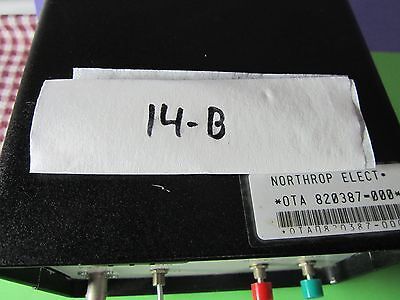 14-B
NORTHROP ELECT.
*OTA 820387-000*